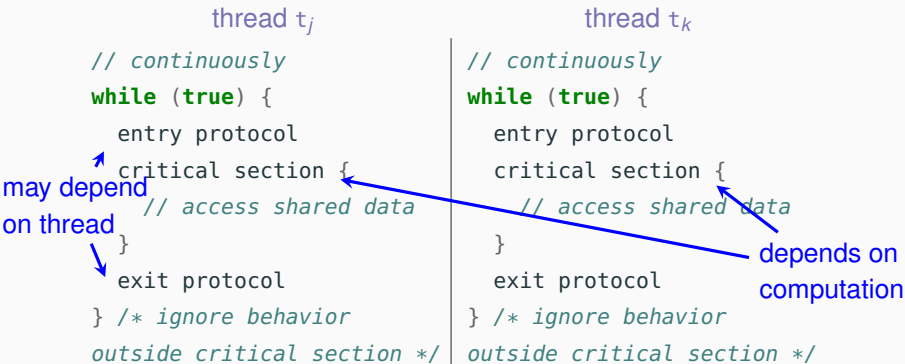 thread tj
// continuously
while (true) {
entry protocol
critical section {
// access shared data
}
exit protocol
} /* ignore behavior
outside critical section */
thread tk
// continuously
while (true) {
entry protocol
critical section {
// access shared data
}
exit protocol
} /* ignore behavior
outside critical section */
may depend
on thread
depends on
computation